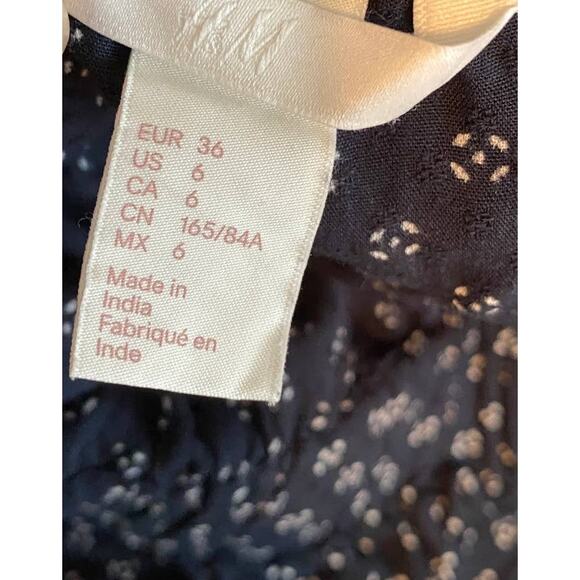 H&M
EUR 36
US 6
CA 6
CN 165/84A
MX 6
Made in
India
Fabriqué en
Inde